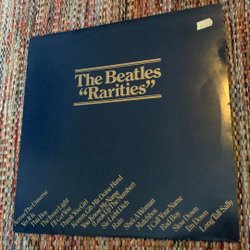 The Beatles
“Rarities”
Across The Universe
Yes It Is
This Boy
The Inner Light
I'll Get You
Thank You Girl
Komm, Gib Mir Deine Hand
You Know My Name
(Look Up The Number)
Sie Liebt Dich
Rain
She's A Woman
Matchbox
I Call Your Name
Bad Boy
Slow Down
I'm Down
Long Tall Sally